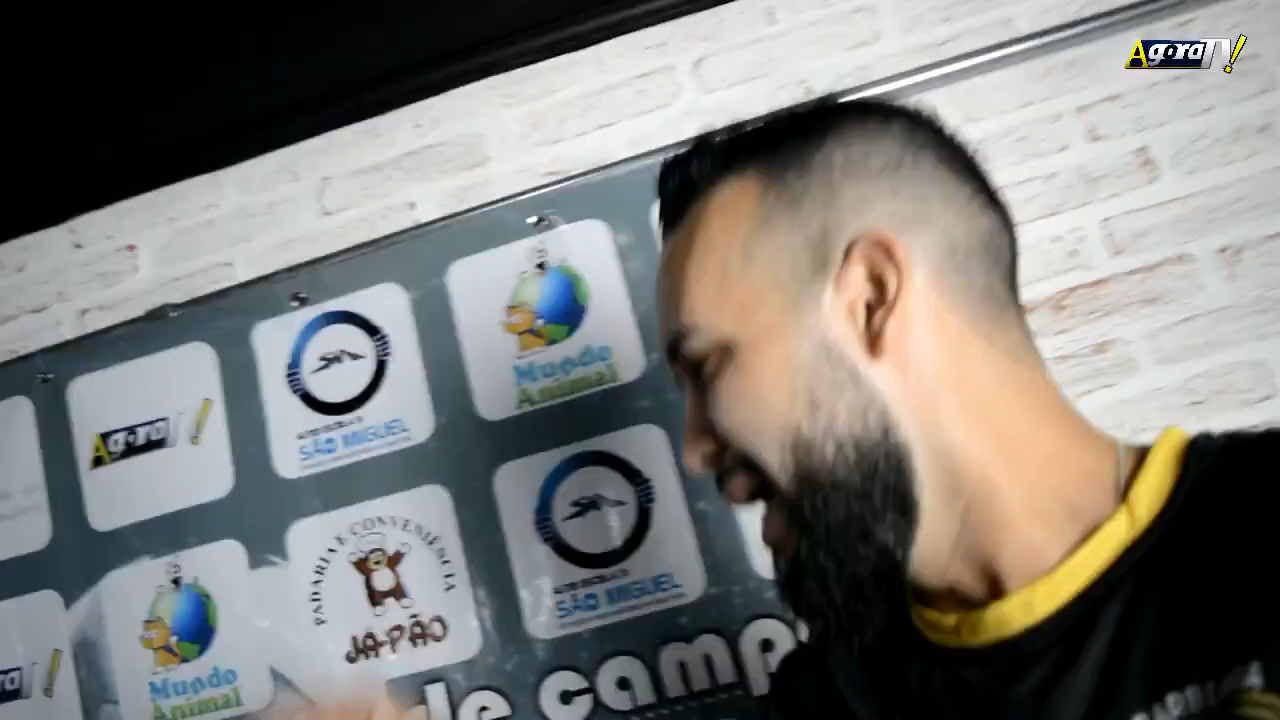 AgoraTV!
Mundo
Animal
SÃO MIGUEL
AgoraTV!
PADARIA E CONVENIÊNCIA
JA-PÃO
SÃO MIGUEL
Mundo
Animal
de camp